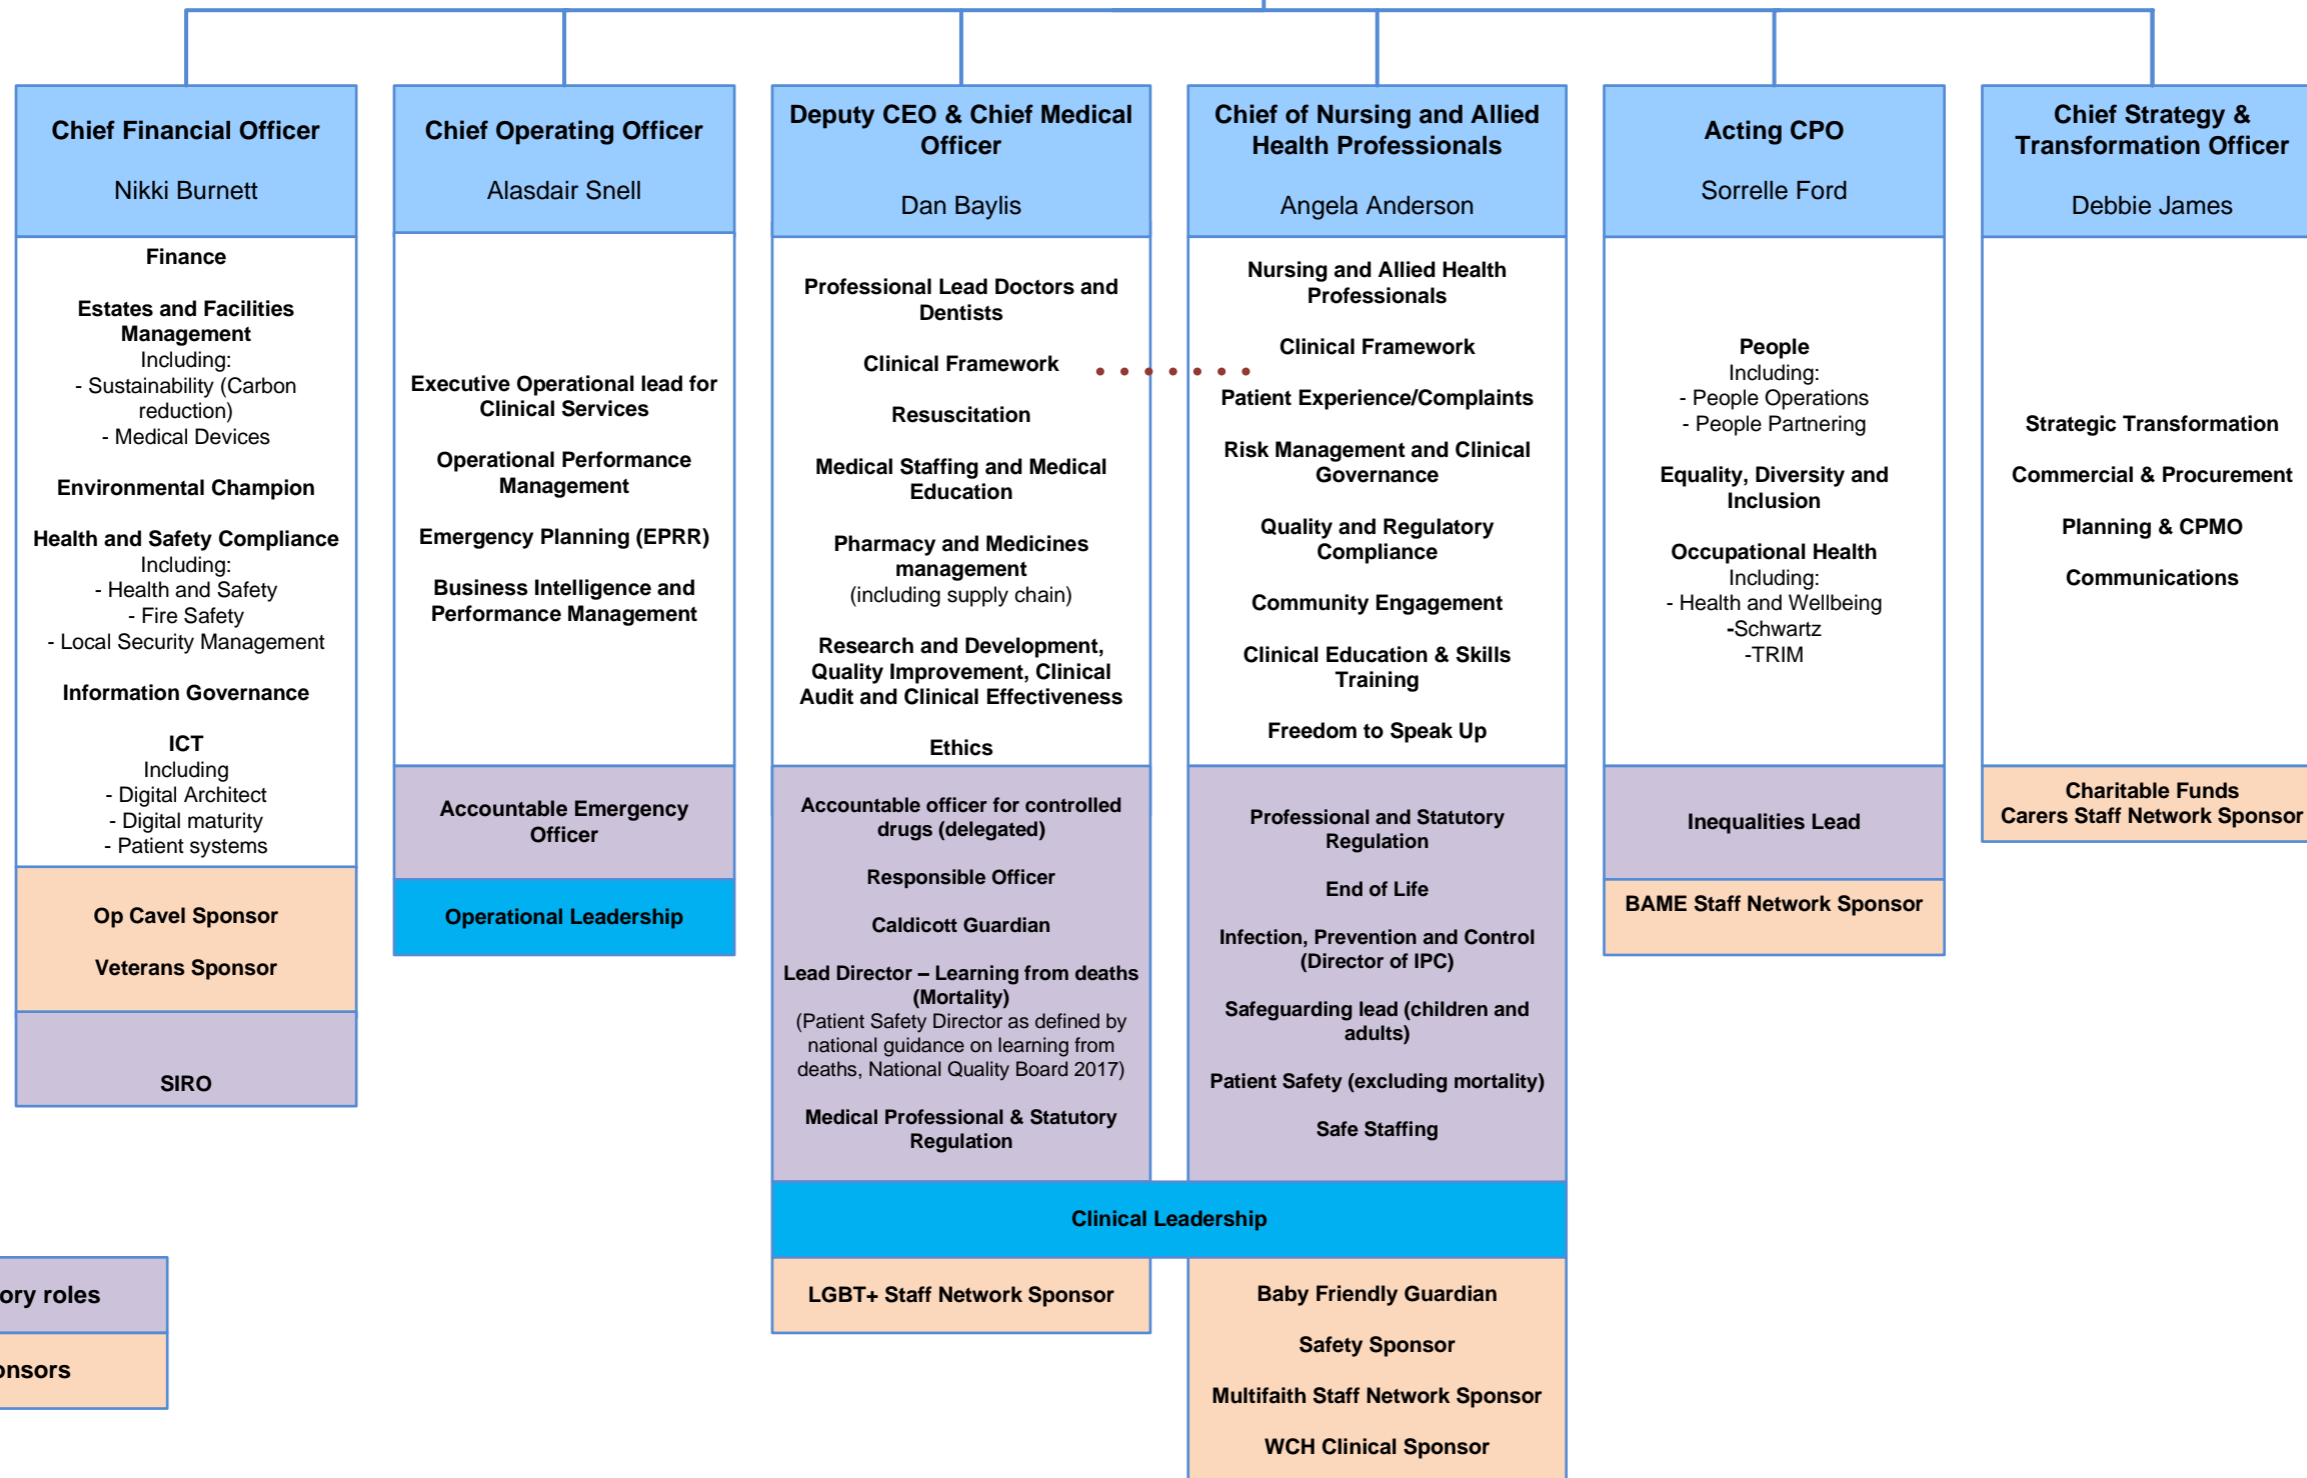 Chief Financial Officer
Nikki Burnett
Finance
Estates and Facilities
Management
Including:
- Sustainability (Carbon
reduction)
- Medical Devices
Environmental Champion
Health and Safety Compliance
Including:
- Health and Safety
- Fire Safety
- Local Security Management
Information Governance
ICT
Including
- Digital Architect
- Digital maturity
- Patient systems
Op Cavel Sponsor
Veterans Sponsor
SIRO
Chief Operating Officer
Alasdair Snell
Executive Operational lead for
Clinical Services
Operational Performance
Management
Emergency Planning (EPRR)
Business Intelligence and
Performance Management
Accountable Emergency
Officer
Operational Leadership
Deputy CEO & Chief Medical
Officer
Dan Baylis
Professional Lead Doctors and
Dentists
Clinical Framework
Resuscitation
Medical Staffing and Medical
Education
Pharmacy and Medicines
management
(including supply chain)
Research and Development,
Quality Improvement, Clinical
Audit and Clinical Effectiveness
Ethics
Accountable officer for controlled
drugs (delegated)
Responsible Officer
Caldicott Guardian
Lead Director – Learning from deaths
(Mortality)
(Patient Safety Director as defined by
national guidance on learning from
deaths, National Quality Board 2017)
Medical Professional & Statutory
Regulation
Chief of Nursing and Allied
Health Professionals
Angela Anderson
Nursing and Allied Health
Professionals
Clinical Framework
Patient Experience/Complaints
Risk Management and Clinical
Governance
Quality and Regulatory
Compliance
Community Engagement
Clinical Education & Skills
Training
Freedom to Speak Up
Professional and Statutory
Regulation
End of Life
Infection, Prevention and Control
(Director of IPC)
Safeguarding lead (children and
adults)
Patient Safety (excluding mortality)
Safe Staffing
Clinical Leadership
LGBT+ Staff Network Sponsor
Baby Friendly Guardian
Safety Sponsor
Multifaith Staff Network Sponsor
WCH Clinical Sponsor
Acting CPO
Sorrelle Ford
People
Including:
- People Operations
- People Partnering
Equality, Diversity and
Inclusion
Occupational Health
Including:
- Health and Wellbeing
-Schwartz
-TRIM
Inequalities Lead
BAME Staff Network Sponsor
Chief Strategy &
Transformation Officer
Debbie James
Strategic Transformation
Commercial & Procurement
Planning & CPMO
Communications
Charitable Funds
Carers Staff Network Sponsor
ory roles
onsors